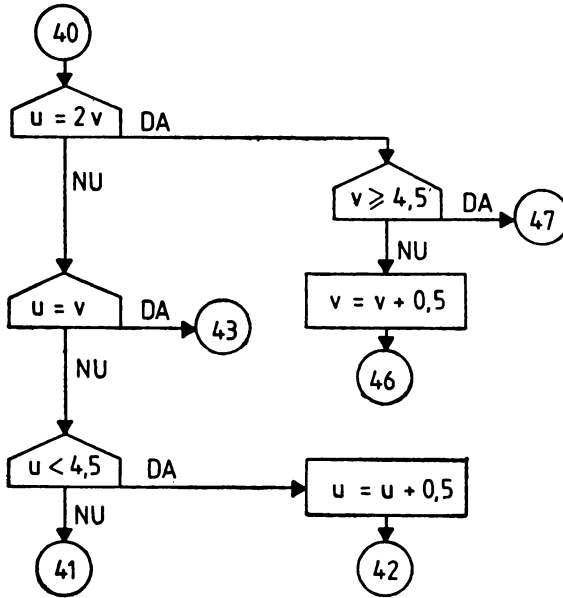 40
u = 2v
DA
NU
v ⩾ 4,5
DA
47
NU
v = v + 0,5
46
u = v
DA
43
NU
u < 4,5
DA
u = u + 0,5
NU
41
42